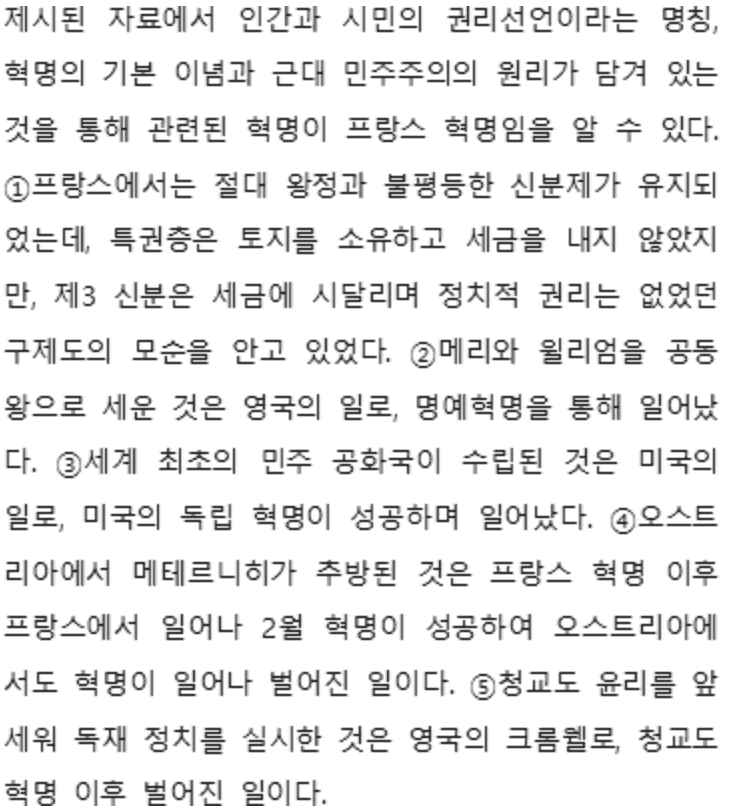 제시된 자료에서 인간과 시민의 권리선언이라는 명칭,
혁명의 기본 이념과 근대 민주주의의 원리가 담겨 있는
것을 통해 관련된 혁명이 프랑스 혁명임을 알 수 있다.
①프랑스에서는 절대 왕정과 불평등한 신분제가 유지되
었는데, 특권층은 토지를 소유하고 세금을 내지 않았지
만, 제3 신분은 세금에 시달리며 정치적 권리는 없었던
구제도의 모순을 안고 있었다. ②메리와 윌리엄을 공동
왕으로 세운 것은 영국의 일로, 명예혁명을 통해 일어났
다. ③세계 최초의 민주 공화국이 수립된 것은 미국의
일로, 미국의 독립 혁명이 성공하며 일어났다. ④오스트
리아에서 메테르니히가 추방된 것은 프랑스 혁명 이후
프랑스에서 일어나 2월 혁명이 성공하여 오스트리아에
서도 혁명이 일어나 벌어진 일이다. ⑤청교도 윤리를 앞
세워 독재 정치를 실시한 것은 영국의 크롬웰로, 청교도
혁명 이후 벌어진 일이다.